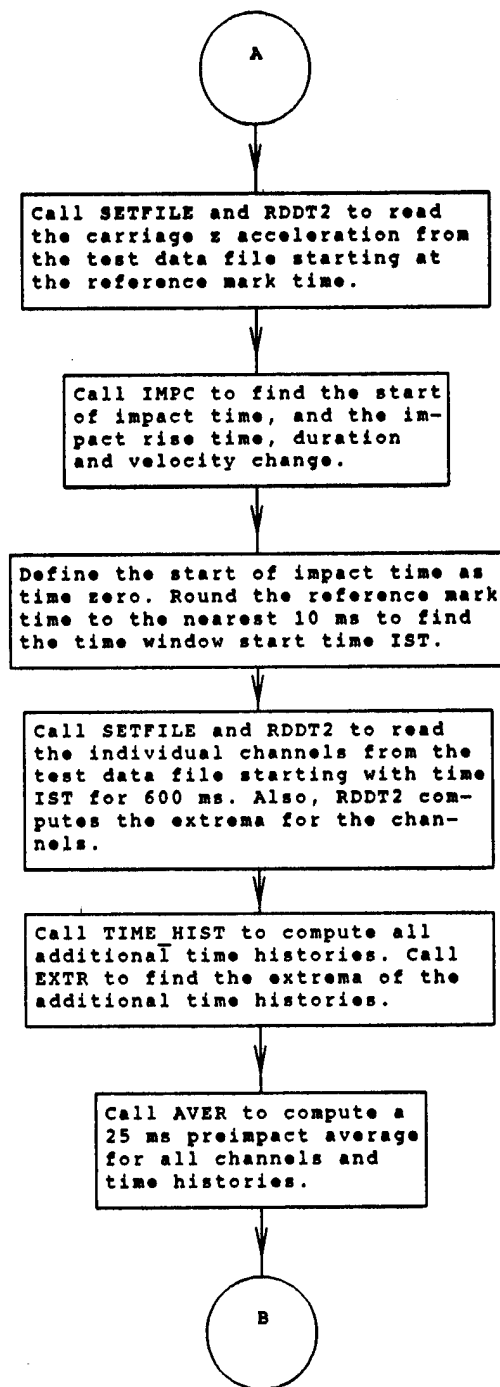 A
Call SETFILE and RDDT2 to read
the carriage z acceleration from
the test data file starting at
the reference mark time.
Call IMPC to find the start
of impact time, and the im-
pact rise time, duration
and velocity change.
Define the start of impact time as
time zero. Round the reference mark
time to the nearest 10 ms to find
the time window start time IST.
Call SETFILE and RDDT2 to read
the individual channels from the
test data file starting with time
IST for 600 ms. Also, RDDT2 com-
putes the extrema for the chan-
nels.
Call TIME_HIST to compute all
additional time histories. Call
EXTR to find the extrema of the
additional time histories.
Call AVER to compute a
25 ms preimpact average
for all channels and
time histories.
B